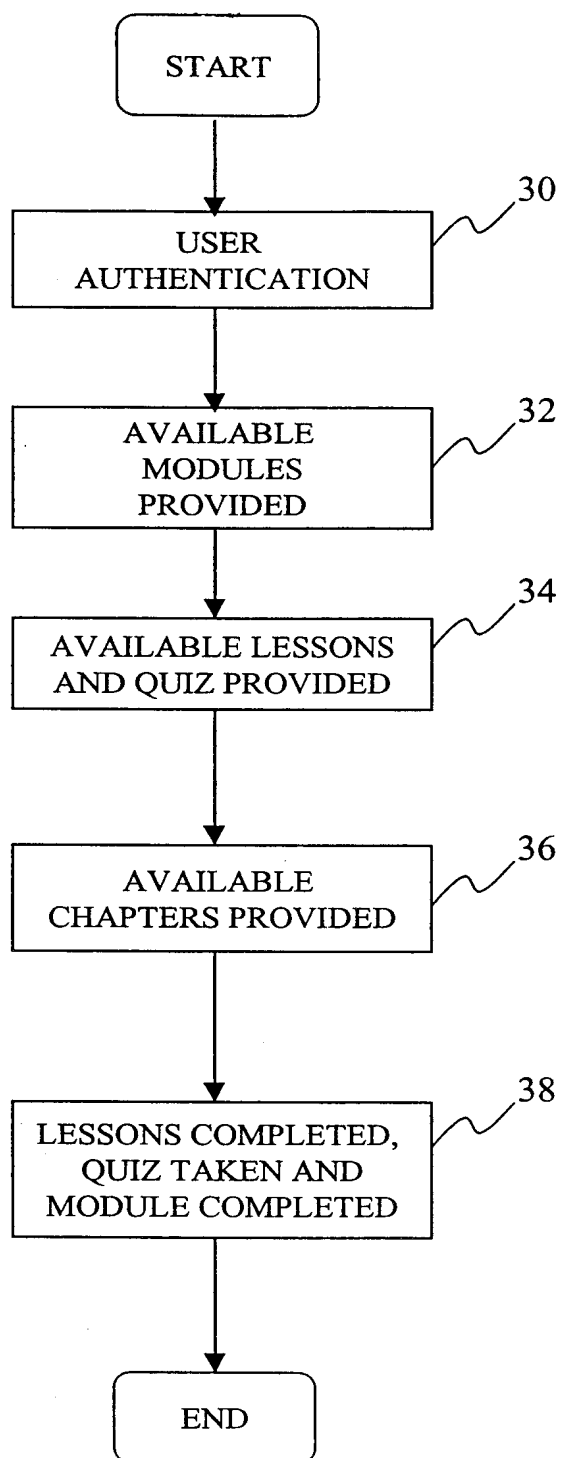 START
30
USER
AUTHENTICATION
32
AVAILABLE
MODULES
PROVIDED
34
AVAILABLE LESSONS
AND QUIZ PROVIDED
36
AVAILABLE
CHAPTERS PROVIDED
38
LESSONS COMPLETED,
QUIZ TAKEN AND
MODULE COMPLETED
END